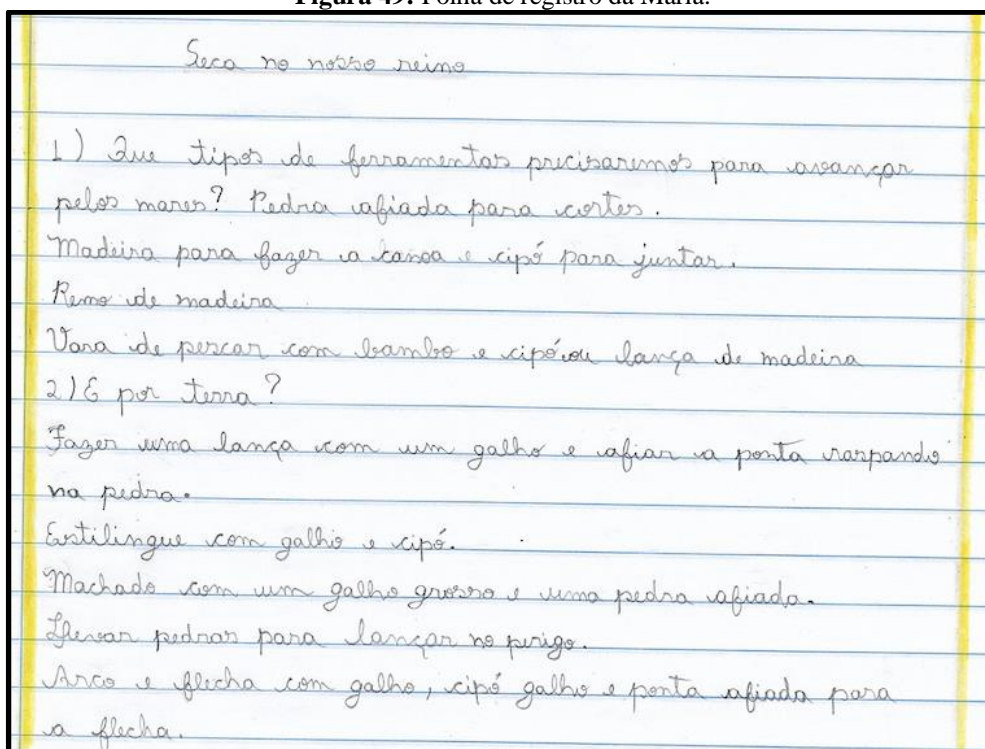 Figura 49: Folha de registro da Maria.
Seca no nosso reino
1) Que tipos de ferramentas precisaremos para avançar
pelos mares? Pedra afiada para cortes.
Madeira para fazer a canoa e cipó para juntar.
Remo de madeira
Vara de pescar com bambo e cipó ou lança de madeira
2) E por terra?
Fazer uma lança com um galho e afiar a ponta raspando
na pedra.
Estilingue com galho e cipó.
Machado com um galho grosso e uma pedra afiada.
Llevar pedras para lançar no perigo.
Arco e flecha com galho, cipó galho e ponta afiada para
a flecha.